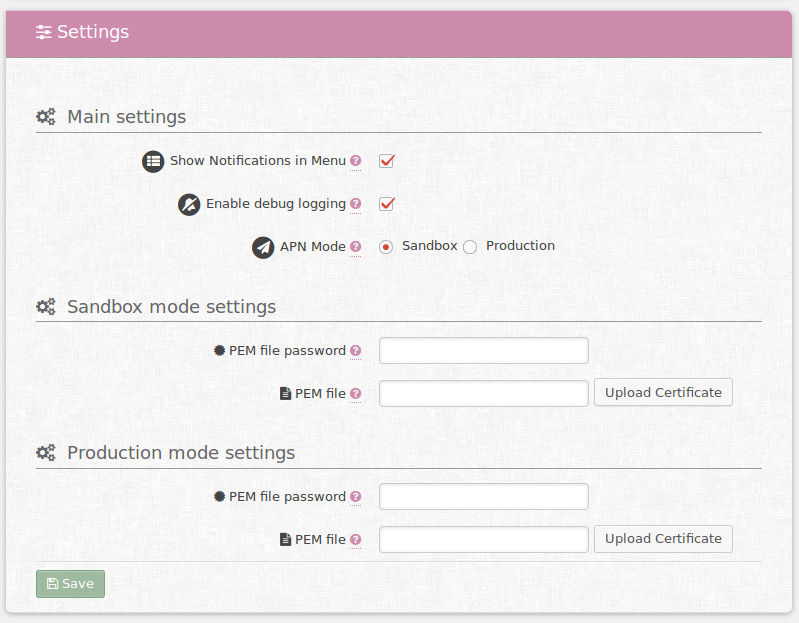 Settings
Main settings
Show Notifications in Menu ?
Enable debug logging ?
APN Mode ? Sandbox Production
Sandbox mode settings
PEM file password ?
PEM file ? Upload Certificate
Production mode settings
PEM file password ?
PEM file ? Upload Certificate
Save